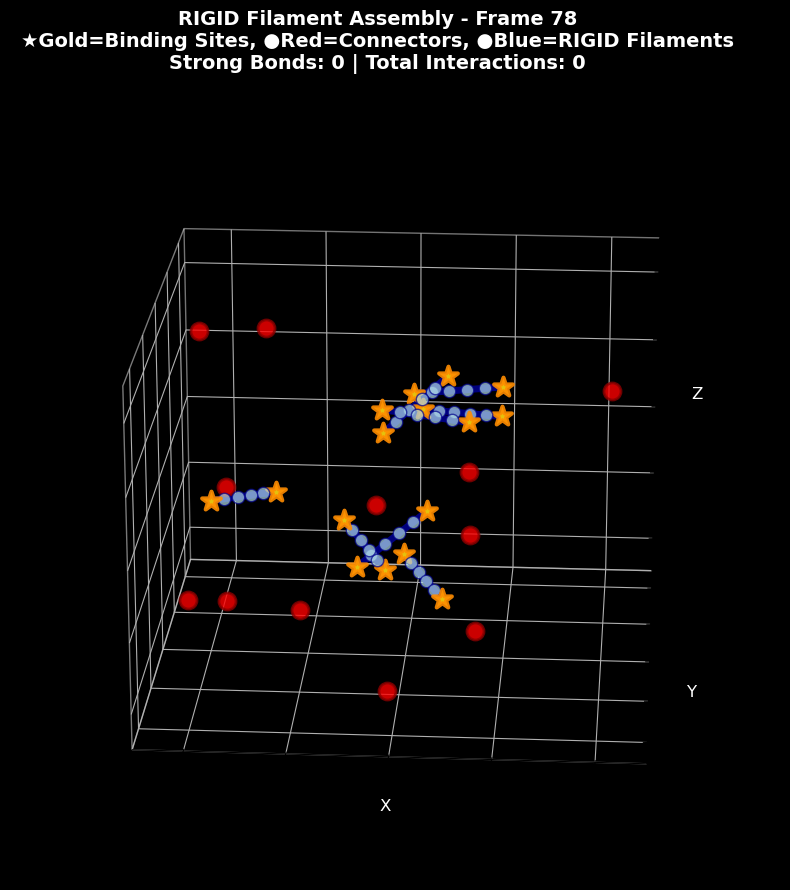 RIGID Filament Assembly - Frame 78
★Gold=Binding Sites, ●Red=Connectors, ●Blue=RIGID Filaments
Strong Bonds: 0 | Total Interactions: 0
Z
Y
X